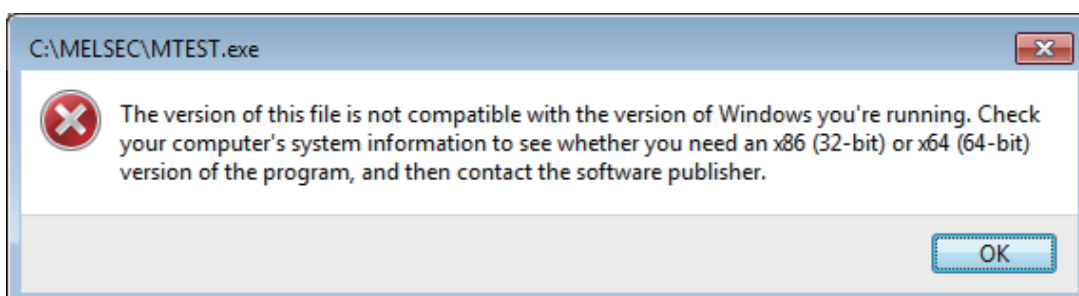 C:\MELSEC\MTEST.exe
The version of this file is not compatible with the version of Windows you're running. Check
your computer's system information to see whether you need an x86 (32-bit) or x64 (64-bit)
version of the program, and then contact the software publisher.
OK